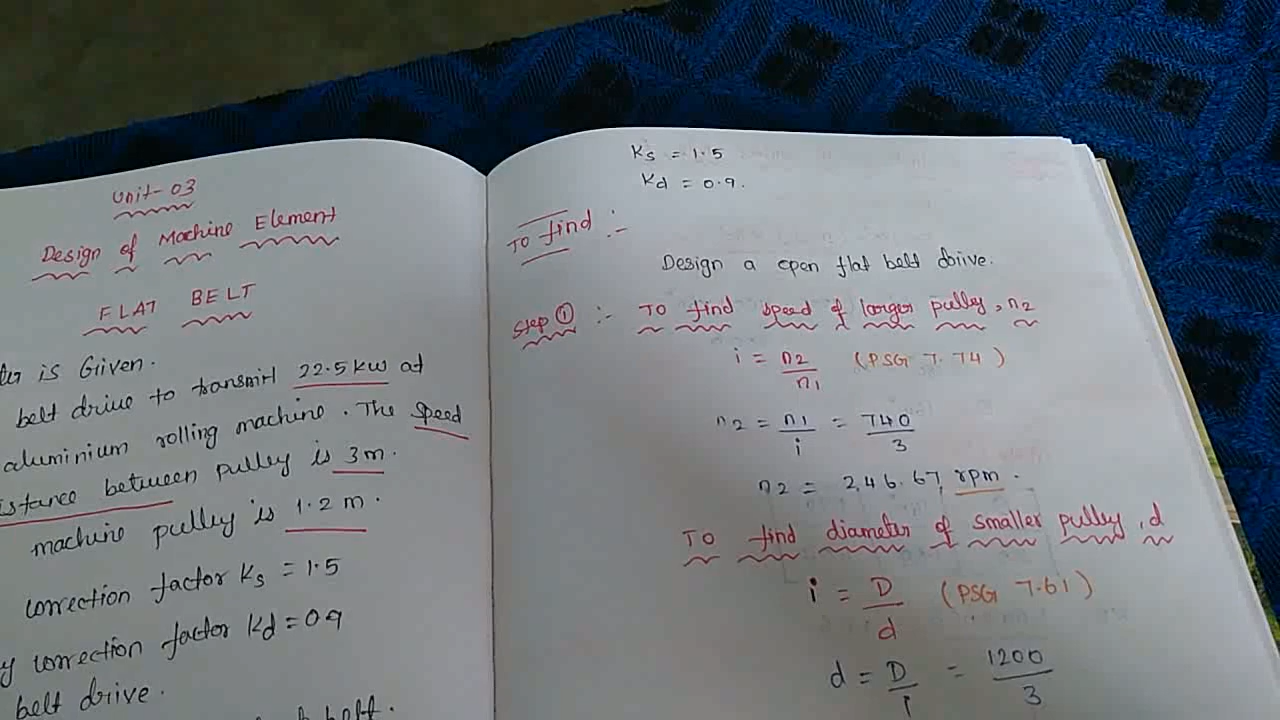 Unit-03
Design of Machine Element
FLAT BELT
is Given.
belt drive to transmit 22.5kw at
aluminium rolling machine. The speed
istance between pulley is 3m.
machine pulley is 1.2 m.
correction factor Ks = 1.5
y correction factor Kd = 0.9
belt drive.
Ks = 1.5
Kd = 0.9.
To find :-
Design a open flat belt drive.
Step ① :- To find speed of larger pulley, n2
i = n2/n1 (PSG 7.74)
n2 = n1/i = 740/3
n2 = 246.67 rpm.
To find diameter of smaller pulley, d
i = D/d (PSG 7.61)
d = D/i = 1200/3